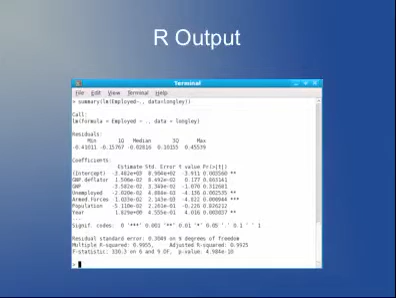 R Output
Terminal
File Edit View Terminal Help
> summary(lm(Employed~., data=longley))
Call:
lm(formula = Employed ~ ., data = longley)
Residuals:
Min 1Q Median 3Q Max
-0.41011 -0.15767 -0.02816 0.10155 0.45539
Coefficients:
Estimate Std. Error t value Pr(>|t|)
(Intercept) -3.482e+03 8.904e+02 -3.911 0.003560 **
GNP.deflator 1.506e-02 8.492e-02 0.177 0.863141
GNP -3.582e-02 3.349e-02 -1.070 0.312681
Unemployed -2.020e-02 4.884e-03 -4.136 0.002535 **
Armed.Forces -1.033e-02 2.143e-03 -4.822 0.000944 ***
Population -5.110e-02 2.261e-01 -0.226 0.826212
Year 1.829e+00 4.555e-01 4.016 0.003037 **
---
Signif. codes: 0 '***' 0.001 '**' 0.01 '*' 0.05 '.' 0.1 ' ' 1
Residual standard error: 0.3049 on 9 degrees of freedom
Multiple R-squared: 0.9955, Adjusted R-squared: 0.9925
F-statistic: 330.3 on 6 and 9 DF, p-value: 4.984e-10
>